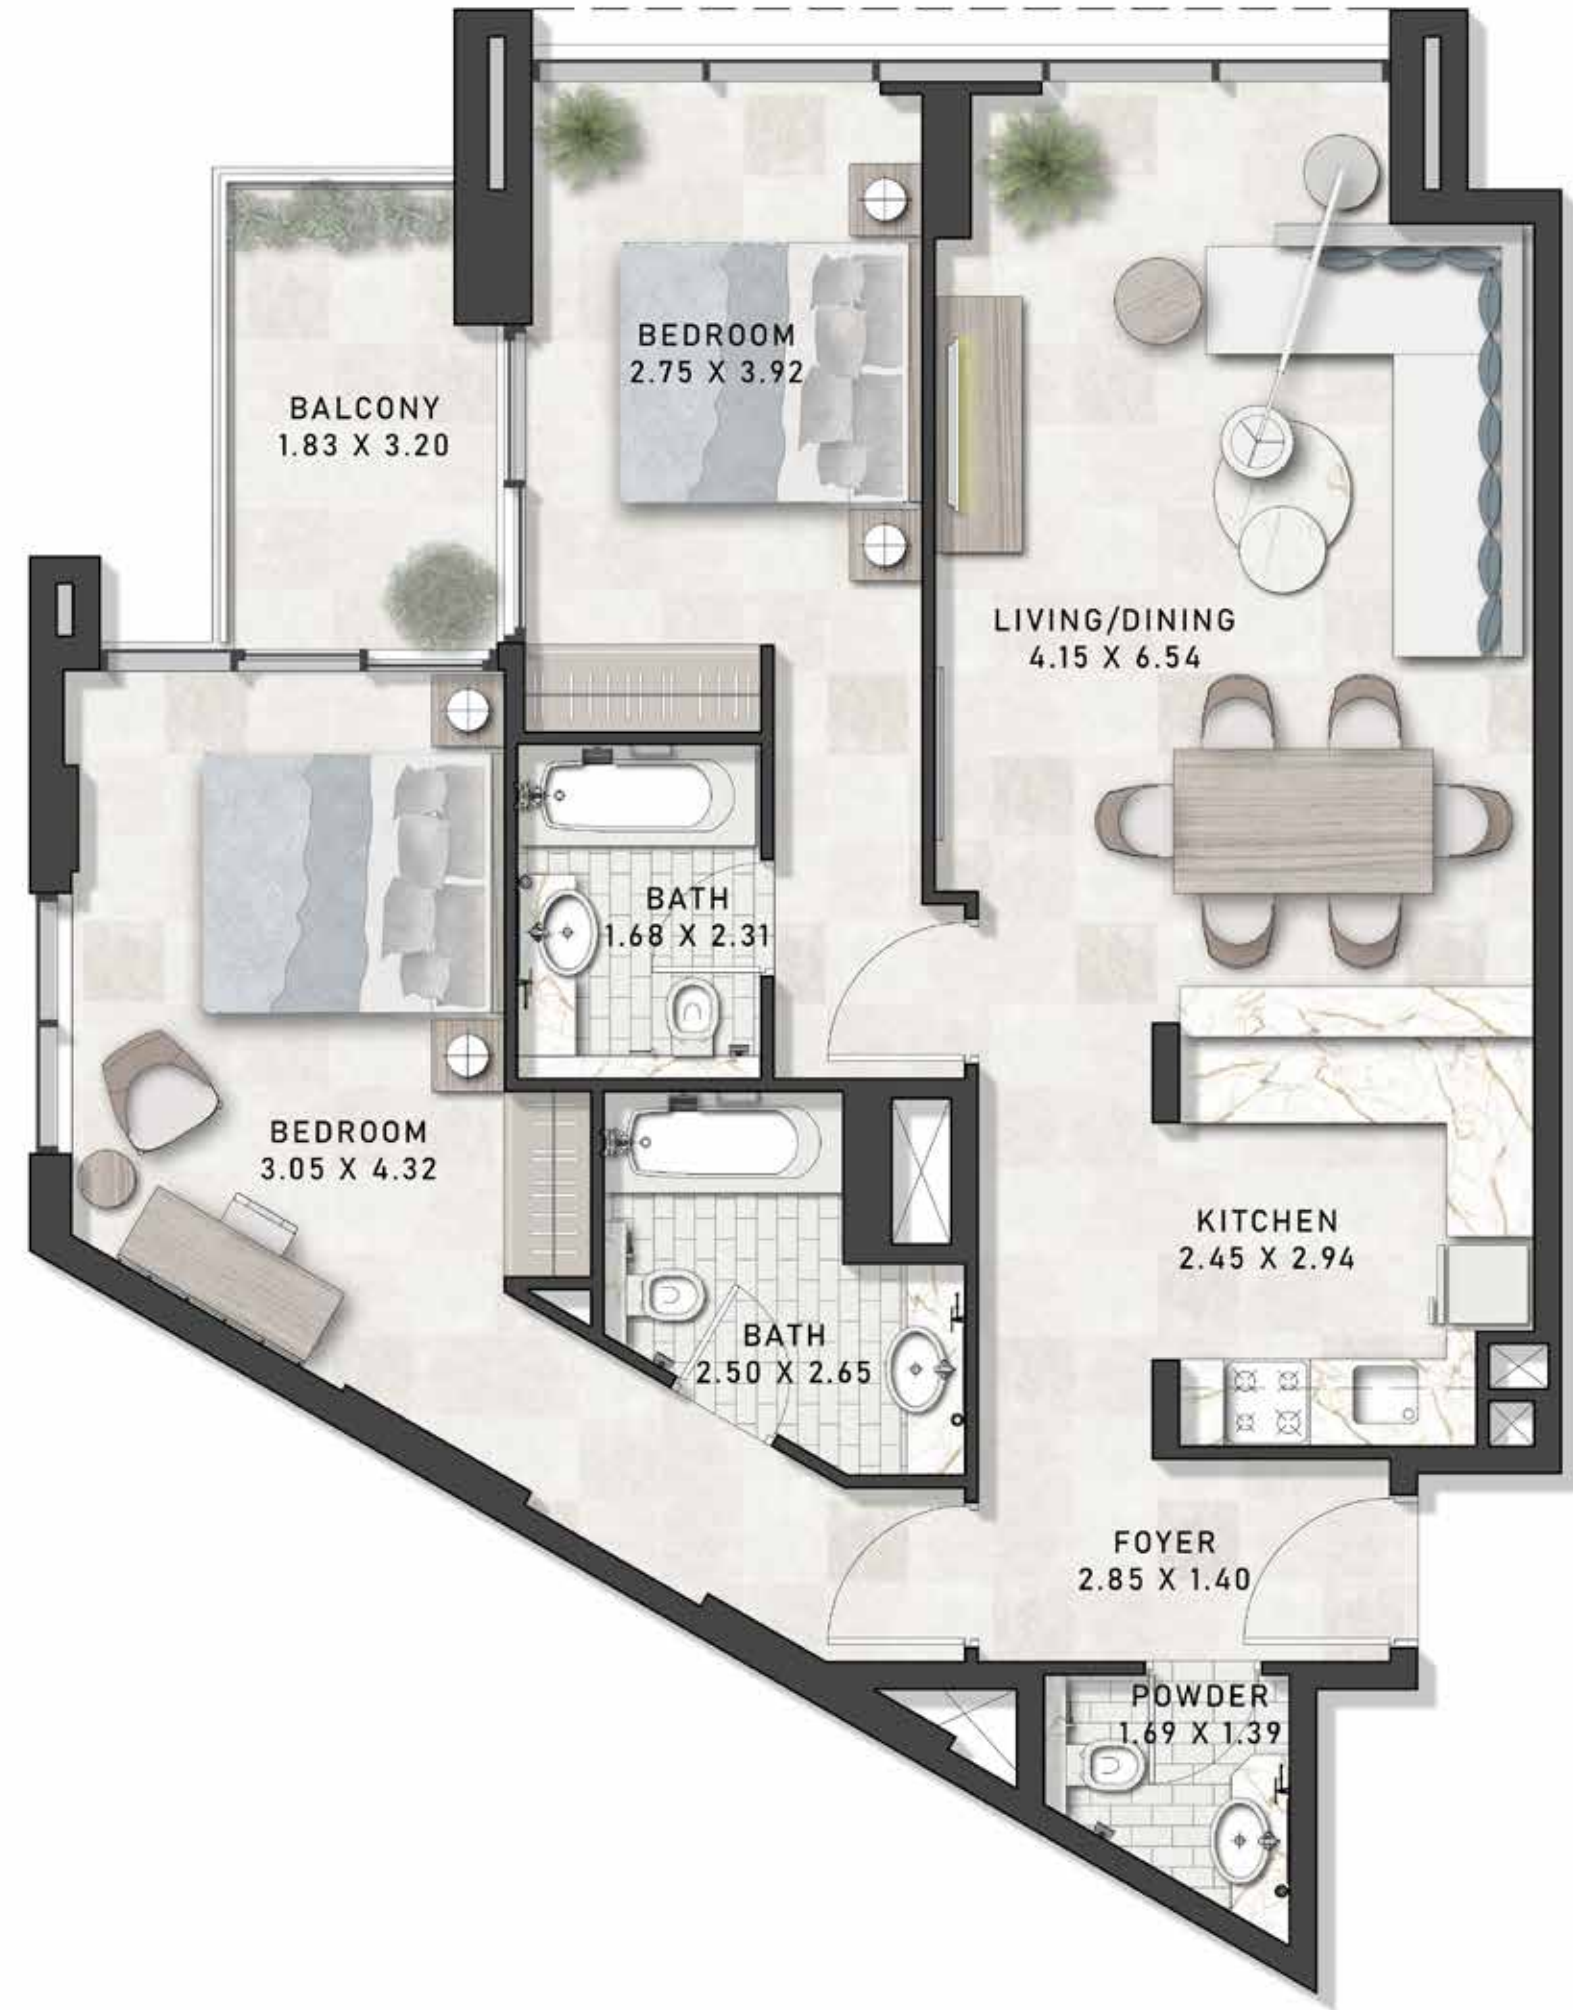 BEDROOM
2.75 X 3.92
BALCONY
1.83 X 3.20
LIVING/DINING
4.15 X 6.54
BATH
1.68 X 2.31
BEDROOM
3.05 X 4.32
KITCHEN
2.45 X 2.94
BATH
2.50 X 2.65
FOYER
2.85 X 1.40
POWDER
1.69 X 1.39